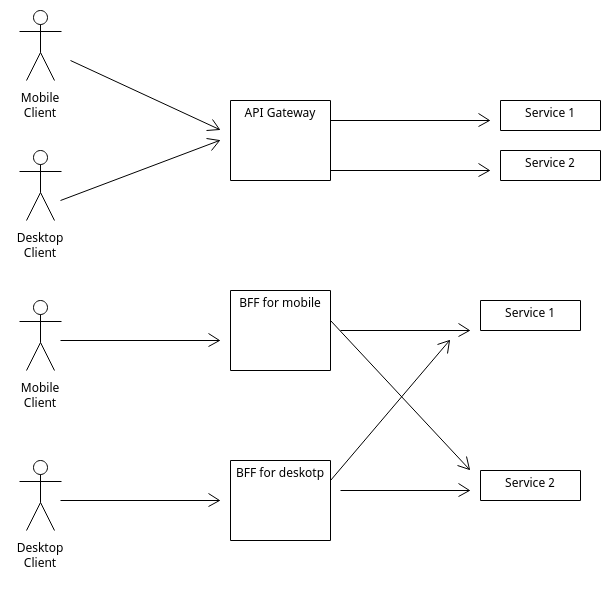 Mobile
Client
API Gateway
Service 1
Service 2
Desktop
Client
BFF for mobile
Service 1
Mobile
Client
BFF for deskotp
Service 2
Desktop
Client